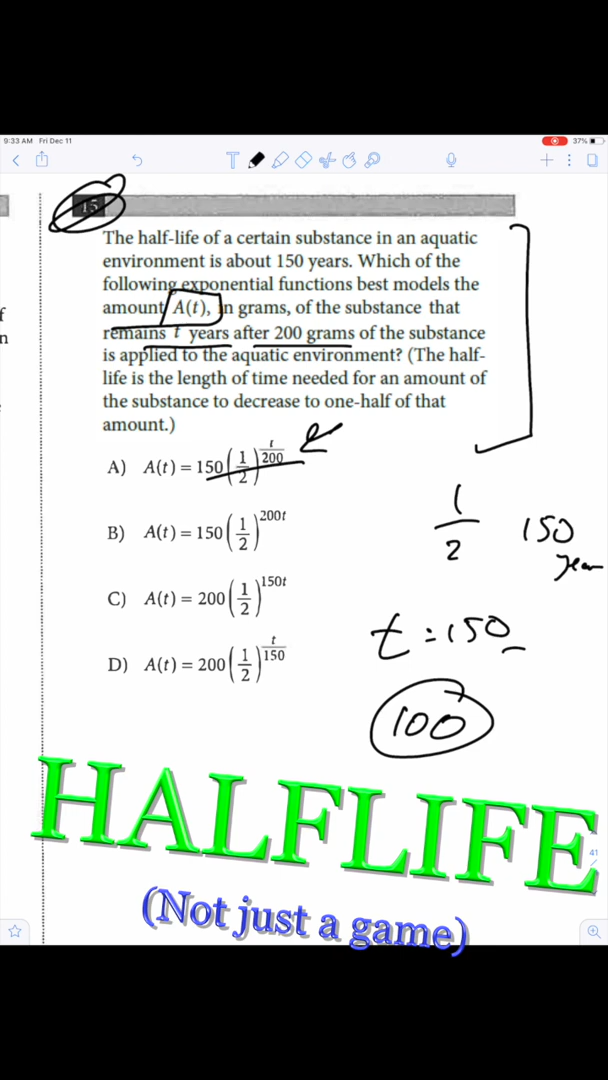 9:33 AM Fri Dec 11
37%
15
The half-life of a certain substance in an aquatic
environment is about 150 years. Which of the
following exponential functions best models the
amount A(t), in grams, of the substance that
remains t years after 200 grams of the substance
is applied to the aquatic environment? (The half-
life is the length of time needed for an amount of
the substance to decrease to one-half of that
amount.)
A) A(t) = 150(1/2)^(t/200)
B) A(t) = 150(1/2)^(200t)
C) A(t) = 200(1/2)^(150t)
D) A(t) = 200(1/2)^(t/150)
1/2 150
year
t = 150
100
f
n
41
HALFLIFE
(Not just a game)